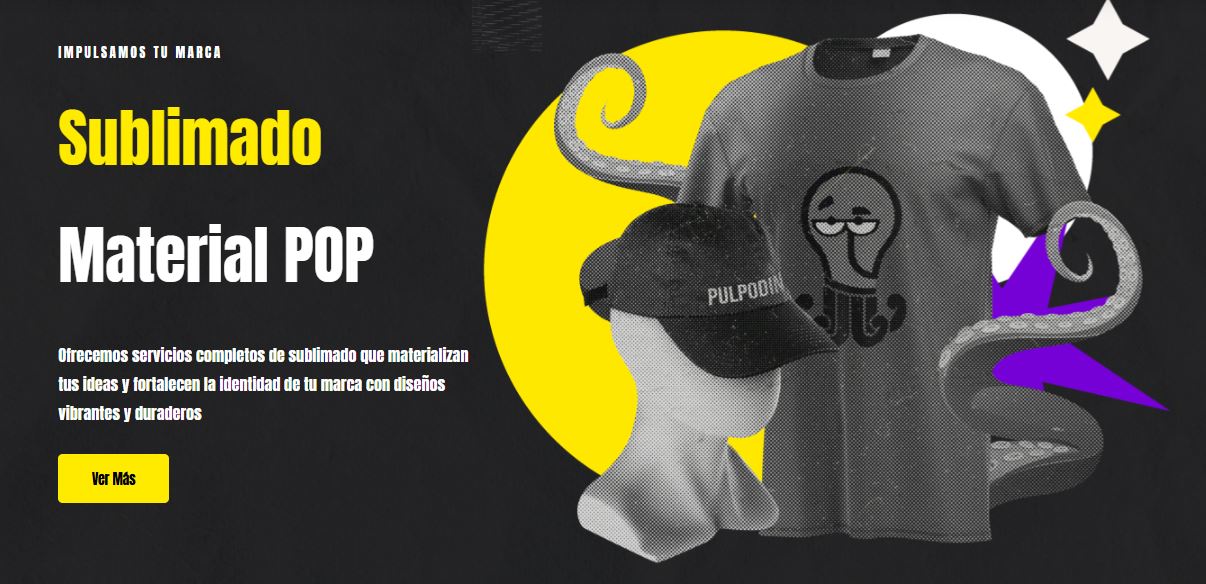 IMPULSAMOS TU MARCA
Sublimado
Material POP
Ofrecemos servicios completos de sublimado que materializan
tus ideas y fortalecen la identidad de tu marca con diseños
vibrantes y duraderos
Ver Más